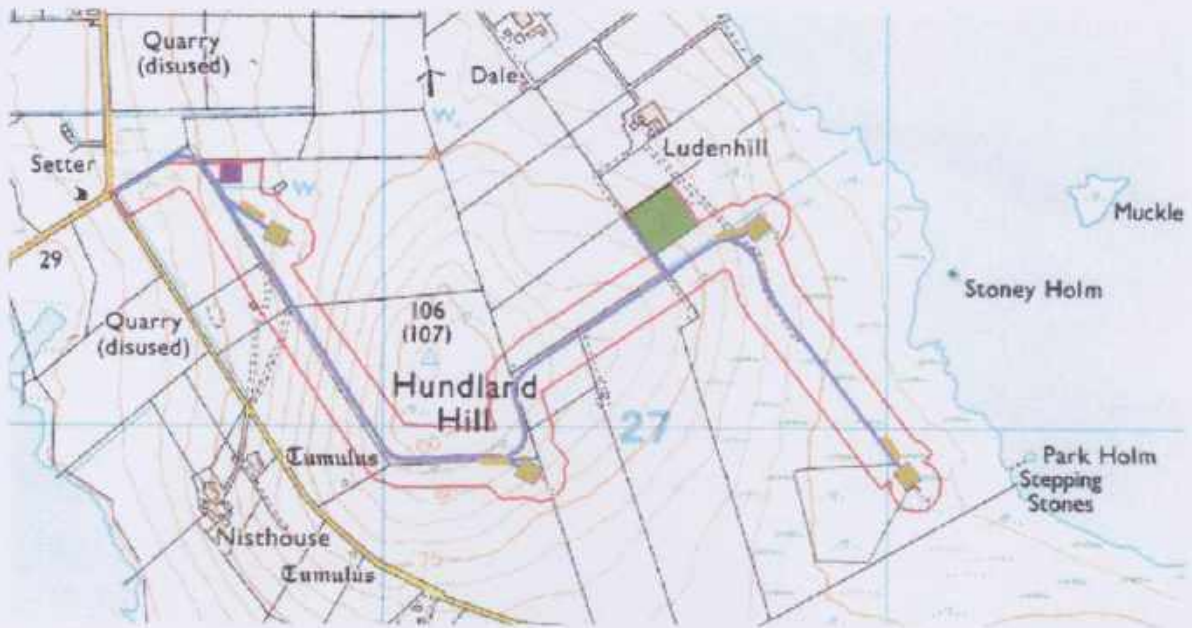 Quarry
(disused)
Dale
Setter
Ludenhill
W
W
Muckle
29
Stoney Holm
Quarry
(disused)
106
(107)
Hundland
Hill
27
Tumulus
Park Holm
Stepping
Stones
Nisthouse
Tumulus